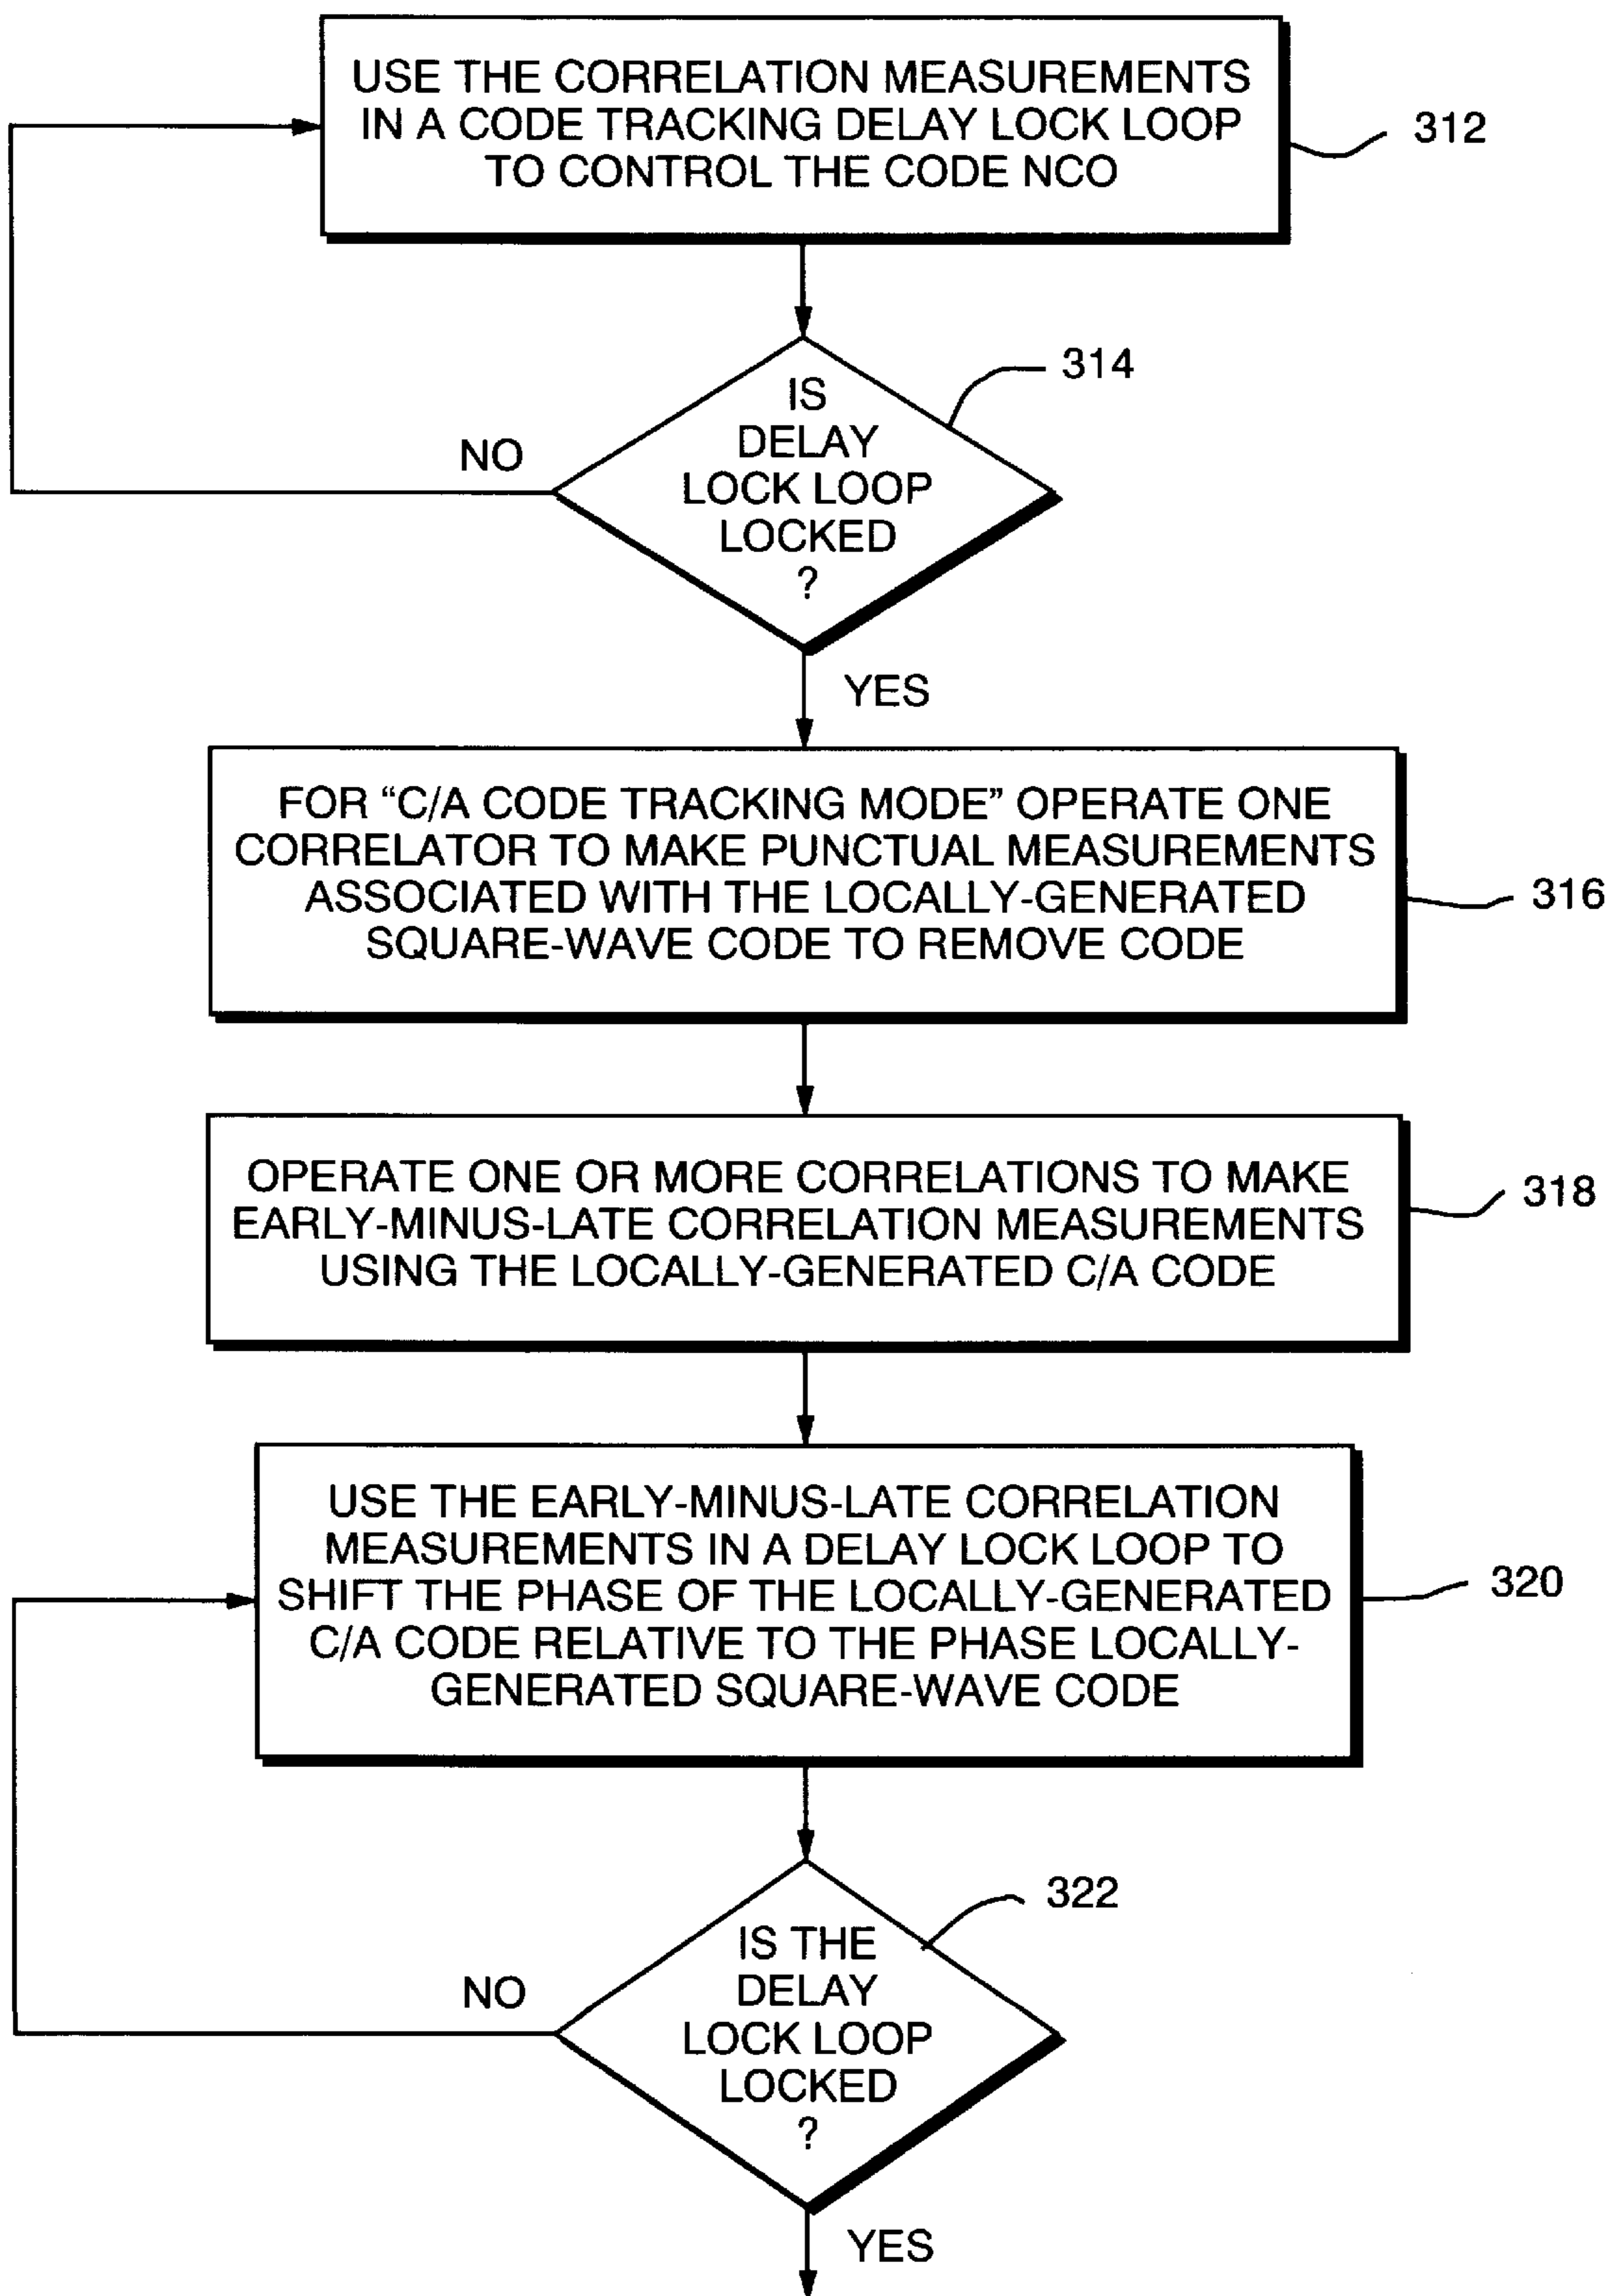 USE THE CORRELATION MEASUREMENTS
IN A CODE TRACKING DELAY LOCK LOOP
TO CONTROL THE CODE NCO
312
314
IS
DELAY
LOCK LOOP
LOCKED
?
NO
YES
FOR “C/A CODE TRACKING MODE” OPERATE ONE
CORRELATOR TO MAKE PUNCTUAL MEASUREMENTS
ASSOCIATED WITH THE LOCALLY-GENERATED
SQUARE-WAVE CODE TO REMOVE CODE
316
OPERATE ONE OR MORE CORRELATIONS TO MAKE
EARLY-MINUS-LATE CORRELATION MEASUREMENTS
USING THE LOCALLY-GENERATED C/A CODE
318
USE THE EARLY-MINUS-LATE CORRELATION
MEASUREMENTS IN A DELAY LOCK LOOP TO
SHIFT THE PHASE OF THE LOCALLY-GENERATED
C/A CODE RELATIVE TO THE PHASE LOCALLY-
GENERATED SQUARE-WAVE CODE
320
322
IS THE
DELAY
LOCK LOOP
LOCKED
?
NO
YES